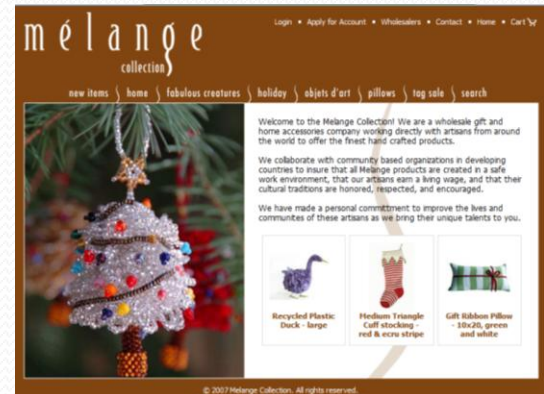 Login • Apply for Account • Wholesalers • Contact • Home • Cart
mélange
collection
new items home fabulous creatures holiday objets d'art pillows tag sale search
Welcome to the Melange Collection! We are a wholesale gift and
home accessories company working directly with artisans from around
the world to offer the finest hand crafted products.
We collaborate with community based organizations in developing
countries to insure that all Melange products are created in a safe
work environment, that our artisans earn a living wage, and that their
cultural traditions are honored, respected, and encouraged.
We have made a personal committment to improve the lives and
communites of these artisans as we bring their unique talents to you.
Recycled Plastic
Duck - large
Medium Triangle
Cuff stocking -
red & ecru stripe
Gift Ribbon Pillow
- 10x20, green
and white
© 2007 Melange Collection. All rights reserved.